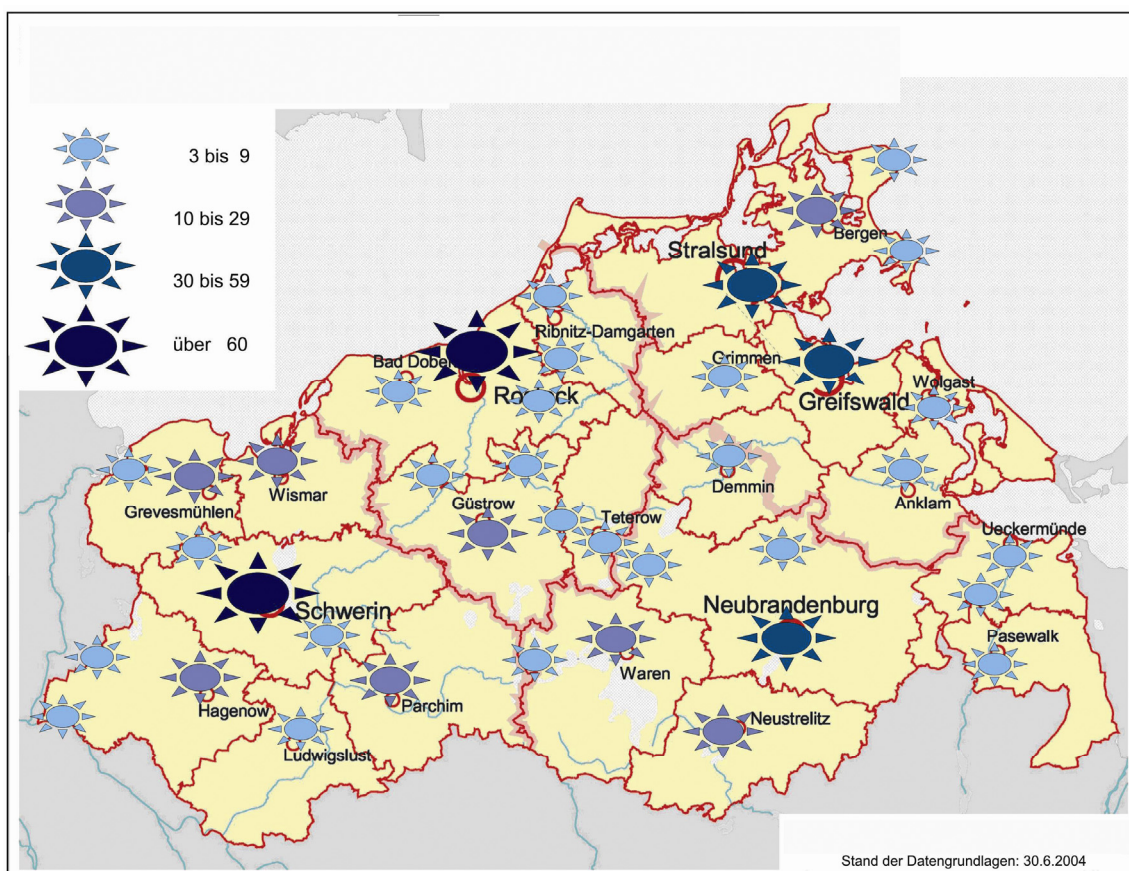 3 bis 9
10 bis 29
30 bis 59
über 60
Bergen
Stralsund
Ribnitz-Damgarten
Bad Dober
Grimmen
Rostock
Greifswald
Wolgast
Wismar
Grevesmühlen
Güstrow
Teterow
Demmin
Anklam
Ueckermünde
Schwerin
Neubrandenburg
Pasewalk
Waren
Hagenow
Parchim
Neustrelitz
Ludwigslust
Stand der Datengrundlagen: 30.6.2004